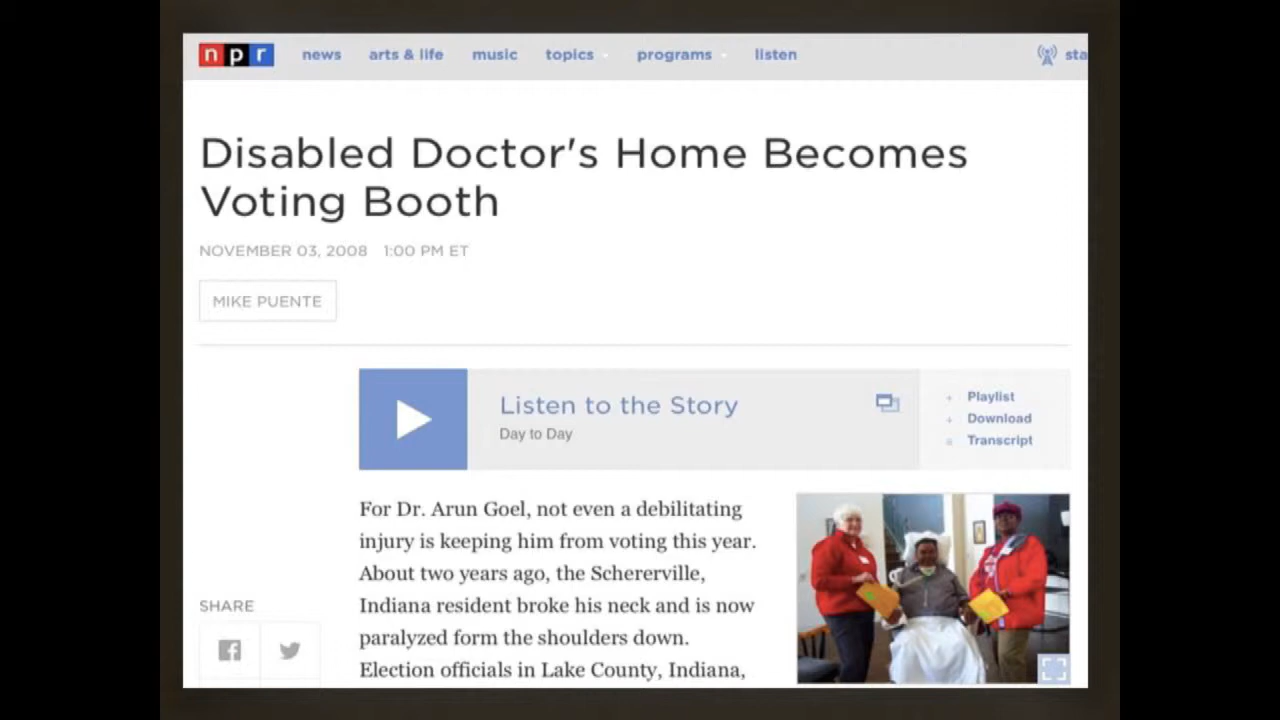 npr news arts & life music topics programs listen sta
Disabled Doctor's Home Becomes
Voting Booth
NOVEMBER 03, 2008 1:00 PM ET
MIKE PUENTE
Listen to the Story
Day to Day
Playlist
Download
Transcript
For Dr. Arun Goel, not even a debilitating
injury is keeping him from voting this year.
About two years ago, the Schererville,
Indiana resident broke his neck and is now
paralyzed form the shoulders down.
Election officials in Lake County, Indiana,
SHARE